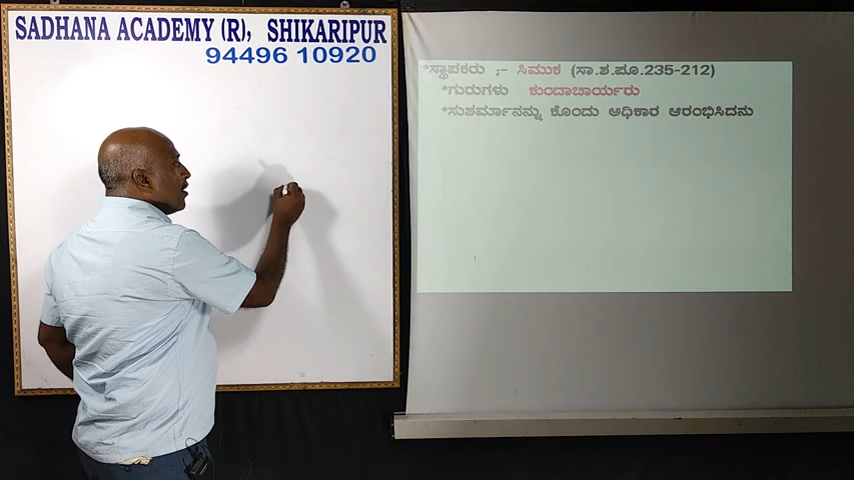 SADHANA ACADEMY (R), SHIKARIPUR
94496 10920
*ಸ್ಥಾಪಕರು ;- ಸಿಮುಕ (ಸಾ.ಶ.ಪೂ.235-212)
*ಗುರುಗಳು ಕುಂದಾಚಾರ್ಯರು
*ಸುಶರ್ಮಾನನ್ನು ಕೊಂದು ಅಧಿಕಾರ ಆರಂಭಿಸಿದನು